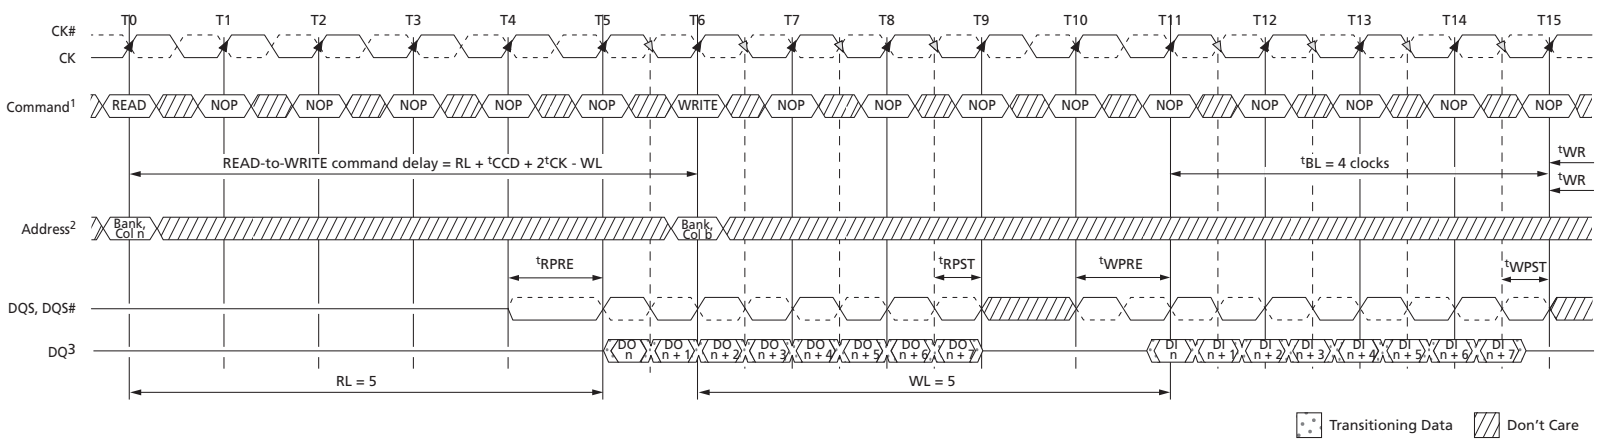 T0 T1 T2 T3 T4 T5 T6 T7 T8 T9 T10 T11 T12 T13 T14 T15
CK#
CK
Command1 READ NOP NOP NOP NOP NOP WRITE NOP NOP NOP NOP NOP NOP NOP NOP NOP
READ-to-WRITE command delay = RL + tCCD + 2tCK - WL tBL = 4 clocks tWR
tWR
Address2 Bank, Col n Bank, Col b
tRPRE tRPST tWPRE tWPST
DQS, DQS#
DQ3 DO n DO n + 1 DO n + 2 DO n + 3 DO n + 4 DO n + 5 DO n + 6 DO n + 7 DI n DI n + 1 DI n + 2 DI n + 3 DI n + 4 DI n + 5 DI n + 6 DI n + 7
RL = 5 WL = 5
Transitioning Data Don't Care